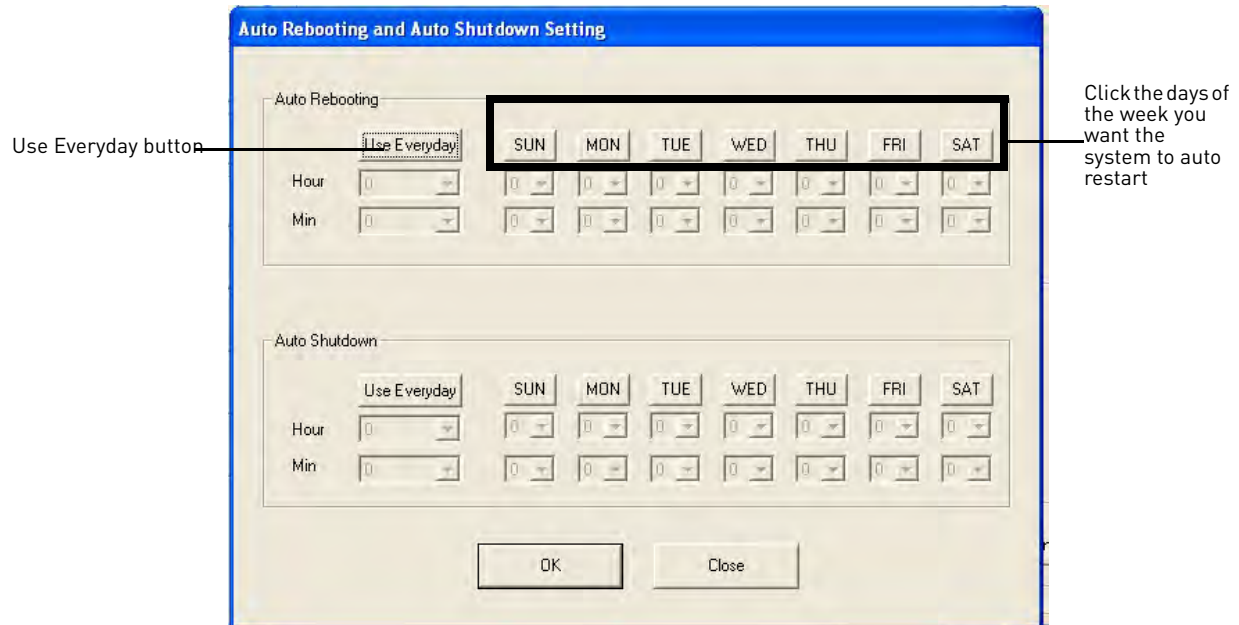 Auto Rebooting and Auto Shutdown Setting
Auto Rebooting
Use Everyday button
Use Everyday SUN MON TUE WED THU FRI SAT
Hour 0 0 0 0 0 0 0 0
Min 0 0 0 0 0 0 0 0
Click the days of
the week you
want the
system to auto
restart
Auto Shutdown
Use Everyday SUN MON TUE WED THU FRI SAT
Hour 0 0 0 0 0 0 0 0
Min 0 0 0 0 0 0 0 0
OK Close